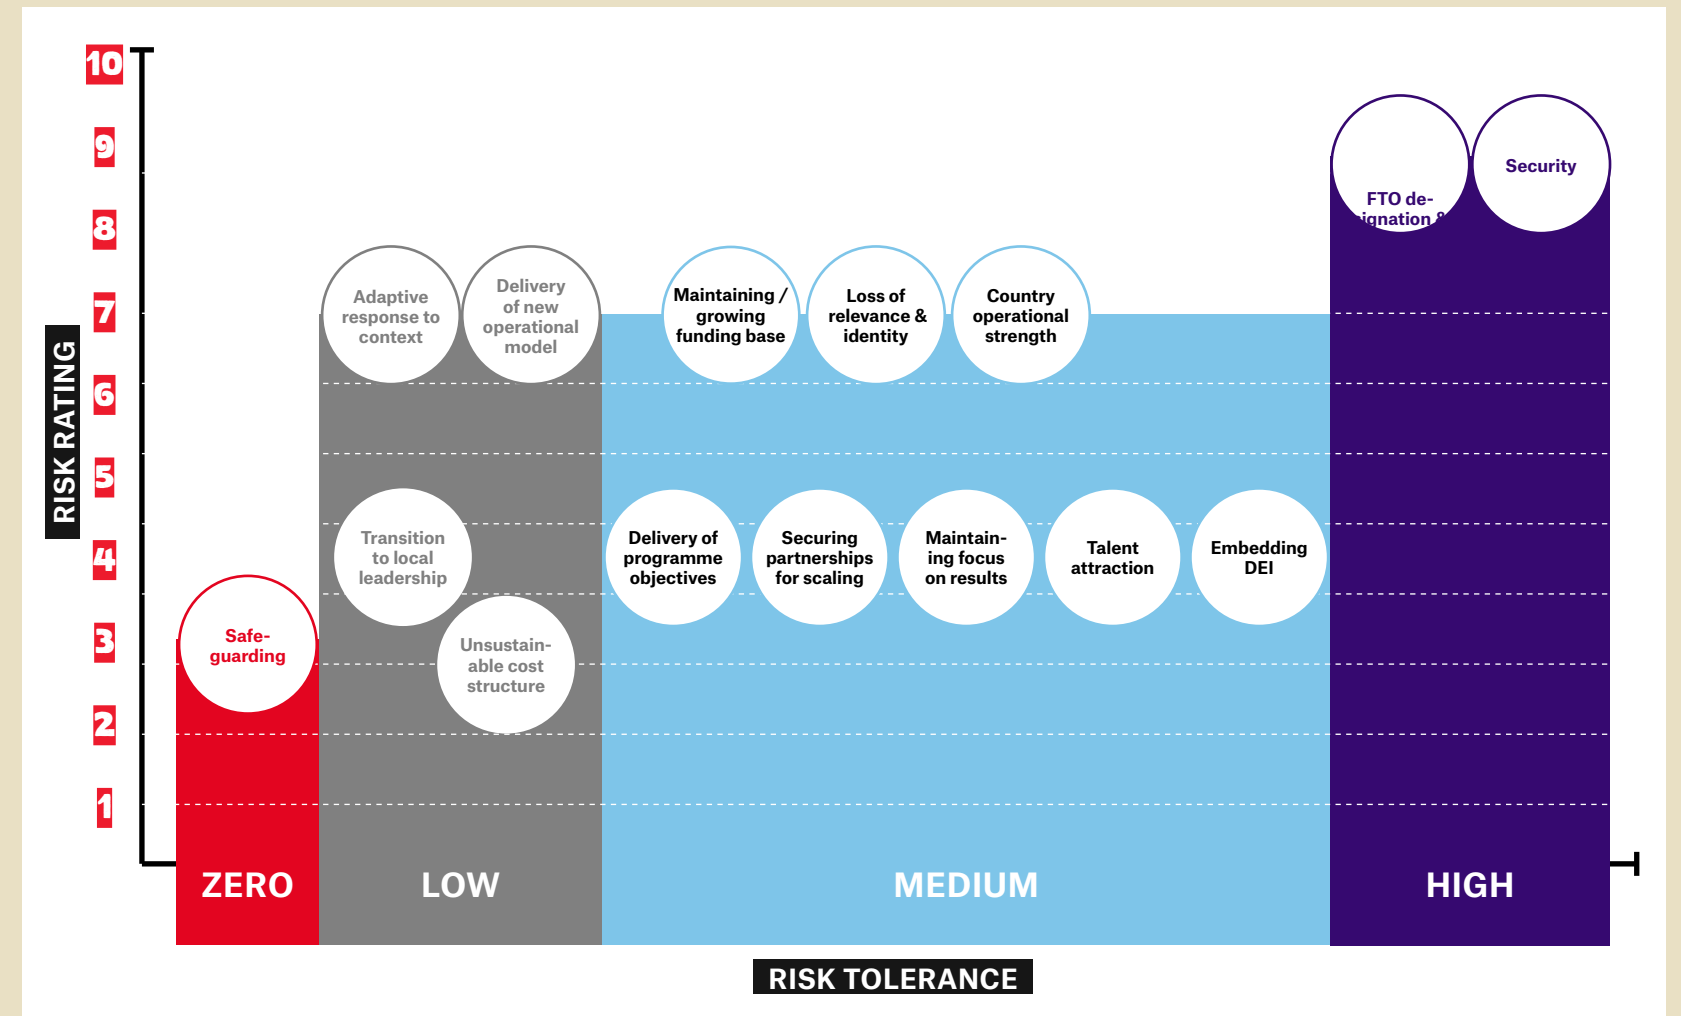 10
9
8
7
6
5
4
3
2
1
RISK RATING
FTO de-
ignation &
Security
Adaptive
response to
context
Delivery
of new
operational
model
Maintaining /
growing
funding base
Loss of
relevance &
identity
Country
operational
strength
Transition
to local
leadership
Delivery of
programme
objectives
Securing
partnerships
for scaling
Maintain-
ing focus
on results
Talent
attraction
Embedding
DEI
Safe-
guarding
Unsustain-
able cost
structure
ZERO
LOW
MEDIUM
HIGH
RISK TOLERANCE